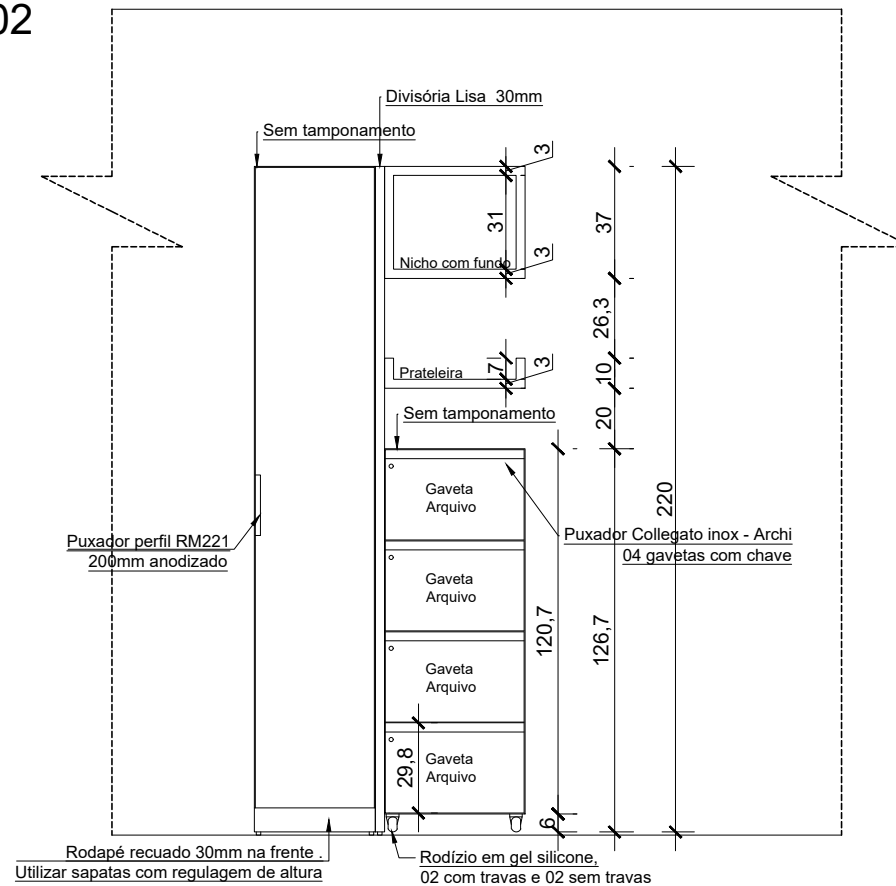 02
Divisória Lisa 30mm
Sem tamponamento
3
31
37
Nicho com fundo
3
26,3
7
3
10
Prateleira
20
Sem tamponamento
Gaveta
Arquivo
220
Puxador perfil RM221
200mm anodizado
Puxador Collegato inox - Archi
04 gavetas com chave
Gaveta
Arquivo
120,7
126,7
Gaveta
Arquivo
29,8
Gaveta
Arquivo
6
Rodapé recuado 30mm na frente .
Utilizar sapatas com regulagem de altura
Rodízio em gel silicone,
02 com travas e 02 sem travas